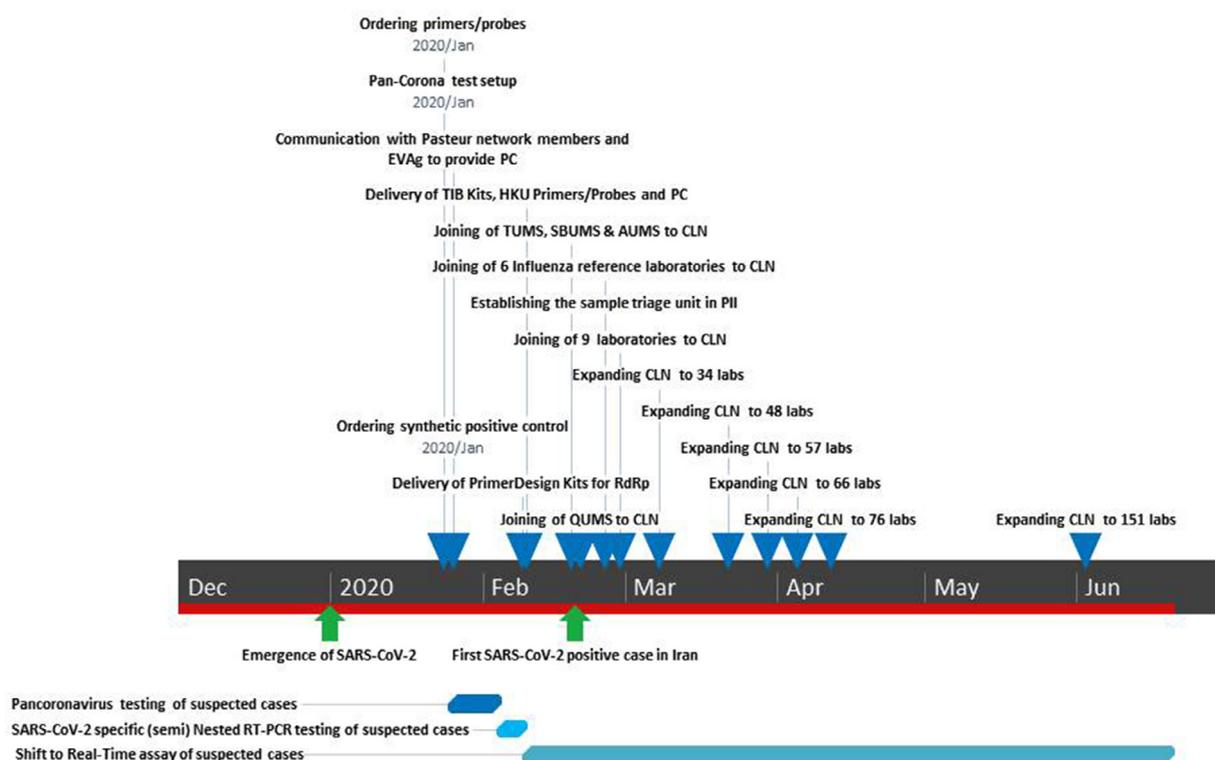 Ordering primers/probes
2020/Jan
Pan-Corona test setup
2020/Jan
Communication with Pasteur network members and
EVAg to provide PC
Delivery of TIB Kits, HKU Primers/Probes and PC
Joining of TUMS, SBUMS & AUMS to CLN
Joining of 6 Influenza reference laboratories to CLN
Establishing the sample triage unit in PII
Joining of 9 laboratories to CLN
Expanding CLN to 34 labs
Expanding CLN to 48 labs
Ordering synthetic positive control
2020/Jan
Expanding CLN to 57 labs
Delivery of PrimerDesign Kits for RdRp
Expanding CLN to 66 labs
Joining of QUMS to CLN
Expanding CLN to 76 labs
Expanding CLN to 151 labs
Dec 2020 Feb Mar Apr May Jun
Emergence of SARS-CoV-2
First SARS-CoV-2 positive case in Iran
Pancoronavirus testing of suspected cases
SARS-CoV-2 specific (semi) Nested RT-PCR testing of suspected cases
Shift to Real-Time assay of suspected cases